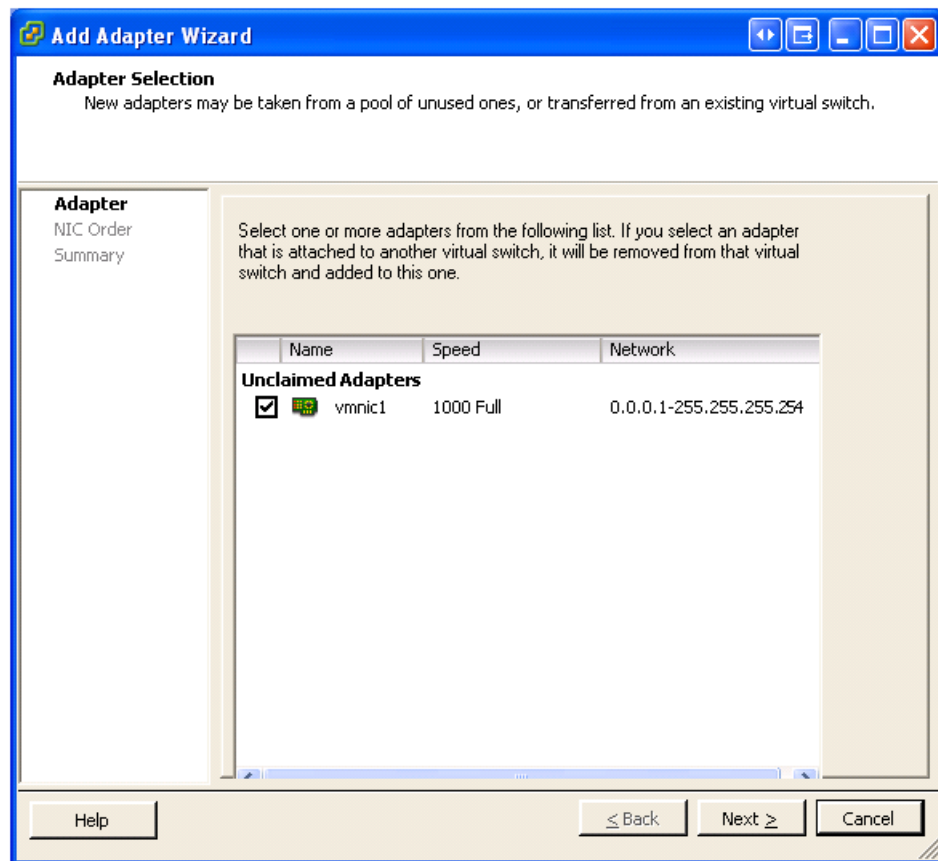 Add Adapter Wizard
Adapter Selection
New adapters may be taken from a pool of unused ones, or transferred from an existing virtual switch.
Adapter
NIC Order
Summary
Select one or more adapters from the following list. If you select an adapter
that is attached to another virtual switch, it will be removed from that virtual
switch and added to this one.
Name Speed Network
Unclaimed Adapters
vmnic1 1000 Full 0.0.0.1-255.255.255.254
Help < Back Next > Cancel